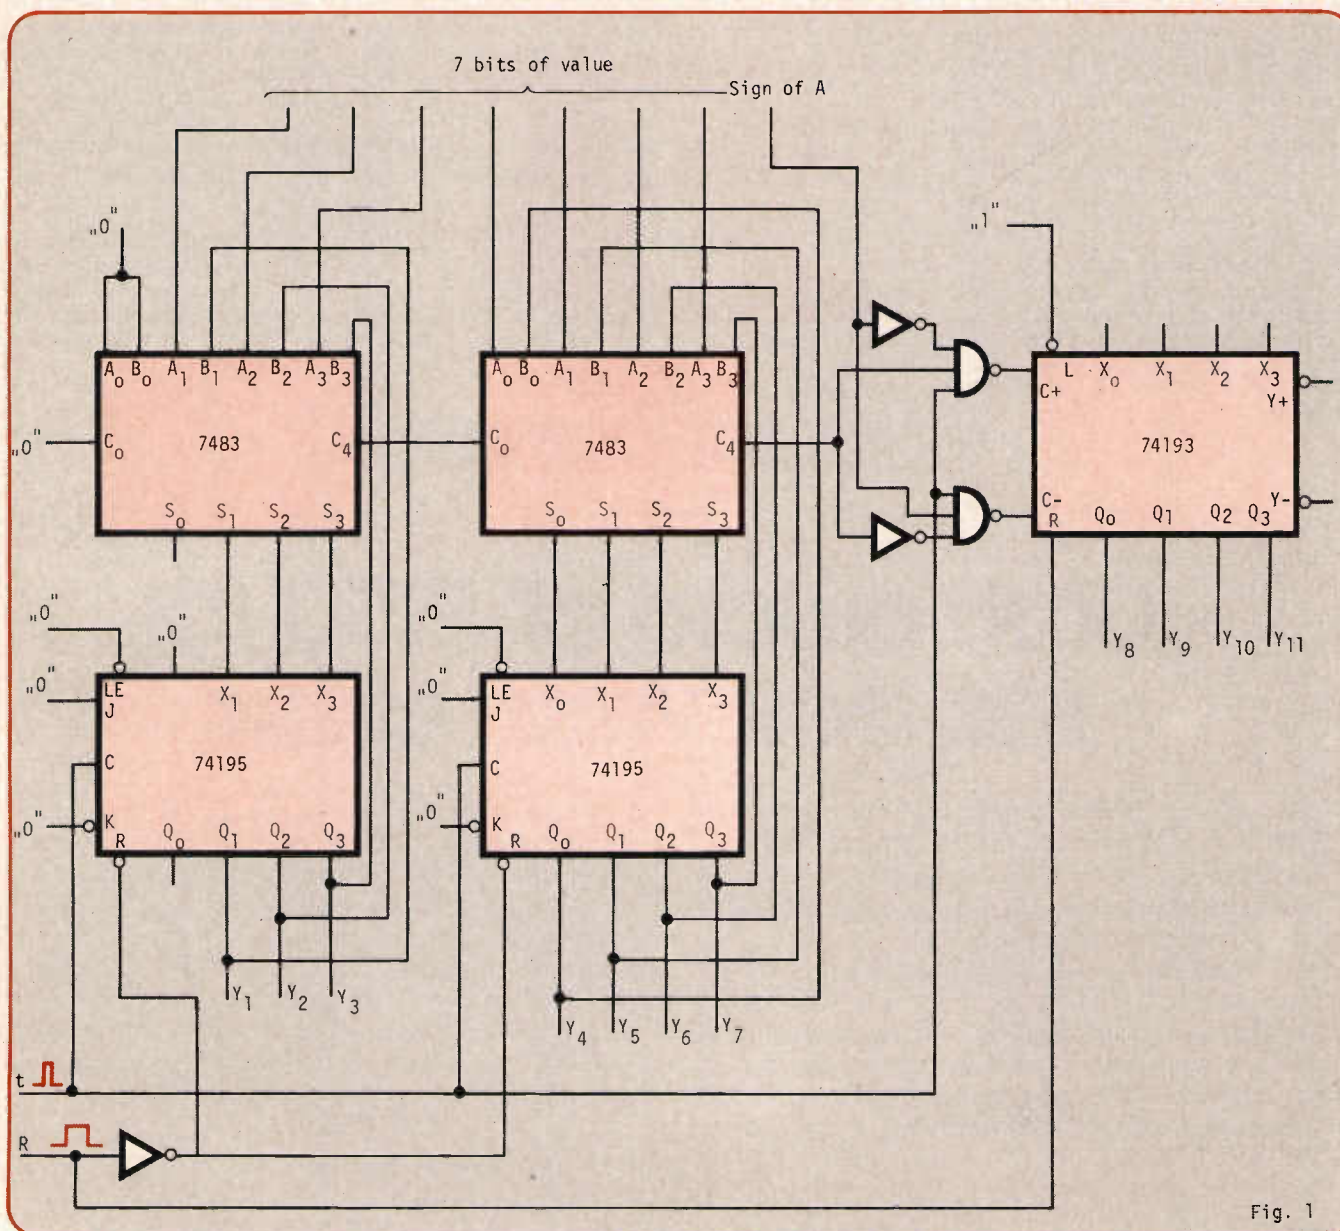 7 bits of value
Sign of A
„0"
„1"
A0 B0 A1 B1 A2 B2 A3 B3
A0 B0 A1 B1 A2 B2 A3 B3
L X0 X1 X2 X3
C+ Y+
„0" C0 7483 C4
C0 7483 C4
74193
S0 S1 S2 S3
S0 S1 S2 S3
C- Y-
R Q0 Q1 Q2 Q3
„0" „0" „0"
Y8 Y9 Y10 Y11
„0" LE X1 X2 X3
J
„0" LE X0 X1 X2 X3
J
C 74195
C 74195
„0" K
R Q0 Q1 Q2 Q3
„0" K
R Q0 Q1 Q2 Q3
Y1 Y2 Y3
Y4 Y5 Y6 Y7
t
R
Fig. 1